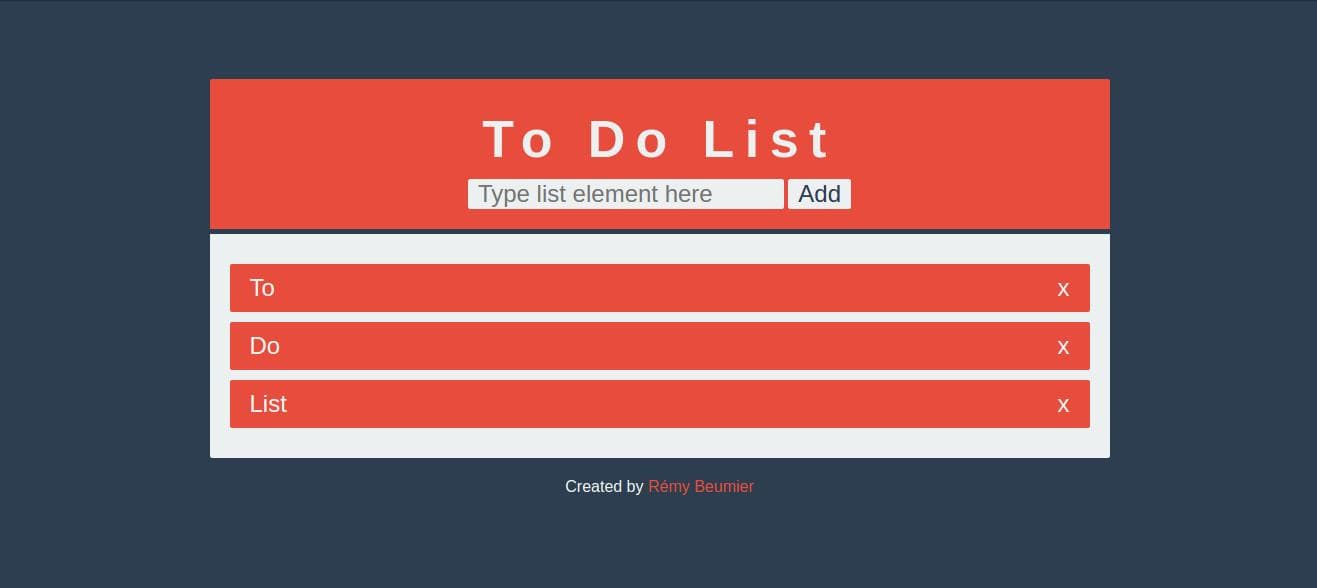 To Do List
Type list element here Add
To x
Do x
List x
Created by Rémy Beumier